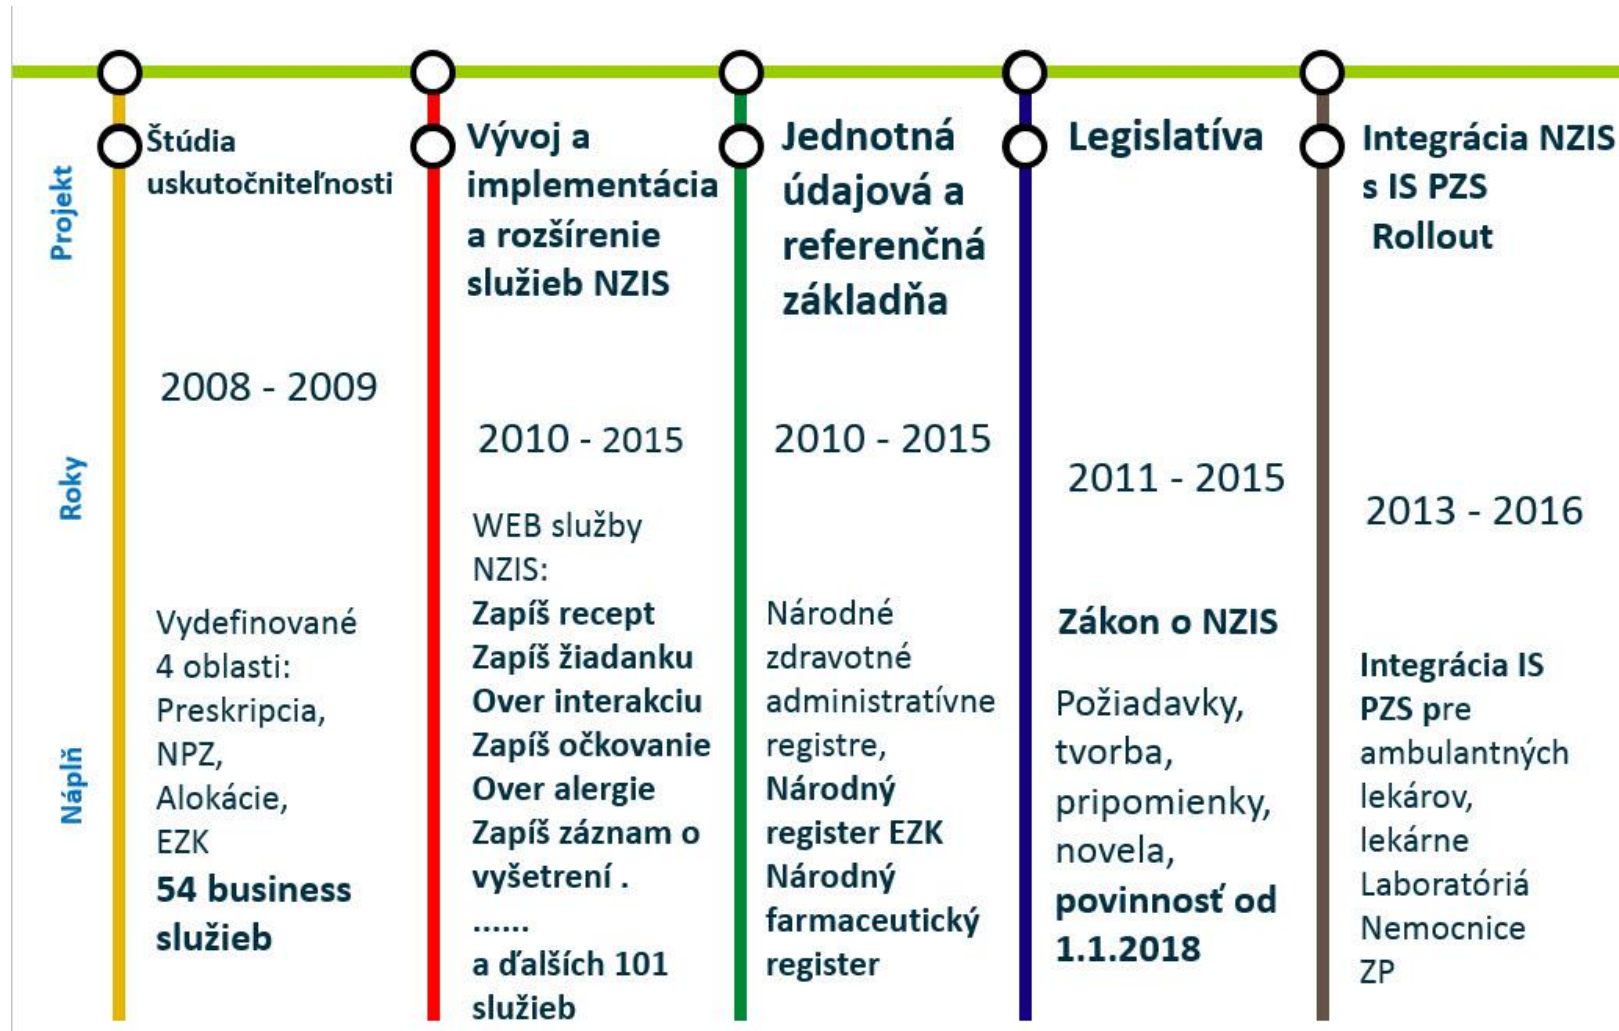 Projekt
Roky
Náplň
Štúdia
uskutočniteľnosti
2008 - 2009
Vydefinované
4 oblasti:
Preskripcia,
NPZ,
Alokácie,
EZK
54 business
služieb
Vývoj a
implementácia
a rozšírenie
služieb NZIS
2010 - 2015
WEB služby
NZIS:
Zapíš recept
Zapíš žiadanku
Over interakciu
Zapíš očkovanie
Over alergie
Zapíš záznam o
vyšetrení .
......
a ďalších 101
služieb
Jednotná
údajová a
referenčná
základňa
2010 - 2015
Národné
zdravotné
administratívne
registre,
Národný
register EZK
Národný
farmaceutický
register
Legislatíva
2011 - 2015
Zákon o NZIS
Požiadavky,
tvorba,
pripomienky,
novela,
povinnosť od
1.1.2018
Integrácia NZIS
s IS PZS
Rollout
2013 - 2016
Integrácia IS
PZS pre
ambulantných
lekárov,
lekárne
Laboratóriá
Nemocnice
ZP